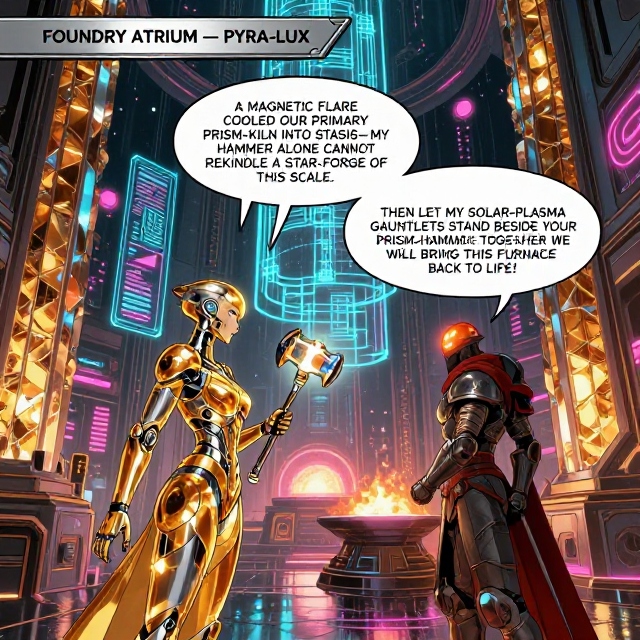 FOUNDRY ATRIUM — PYRA-LUX
A MAGNETIC FLARE
COOLED OUR PRIMARY
PRISM-KILN INTO STASIS—MY
HAMMER ALONE CANNOT
REKINDLE A STAR-FORGE OF
THIS SCALE.
THEN LET MY SOLAR-PLASMA
GAUNTLETS STAND BESIDE YOUR
WE
WILL BRING THIS FURNACE
BACK TO LIFE!